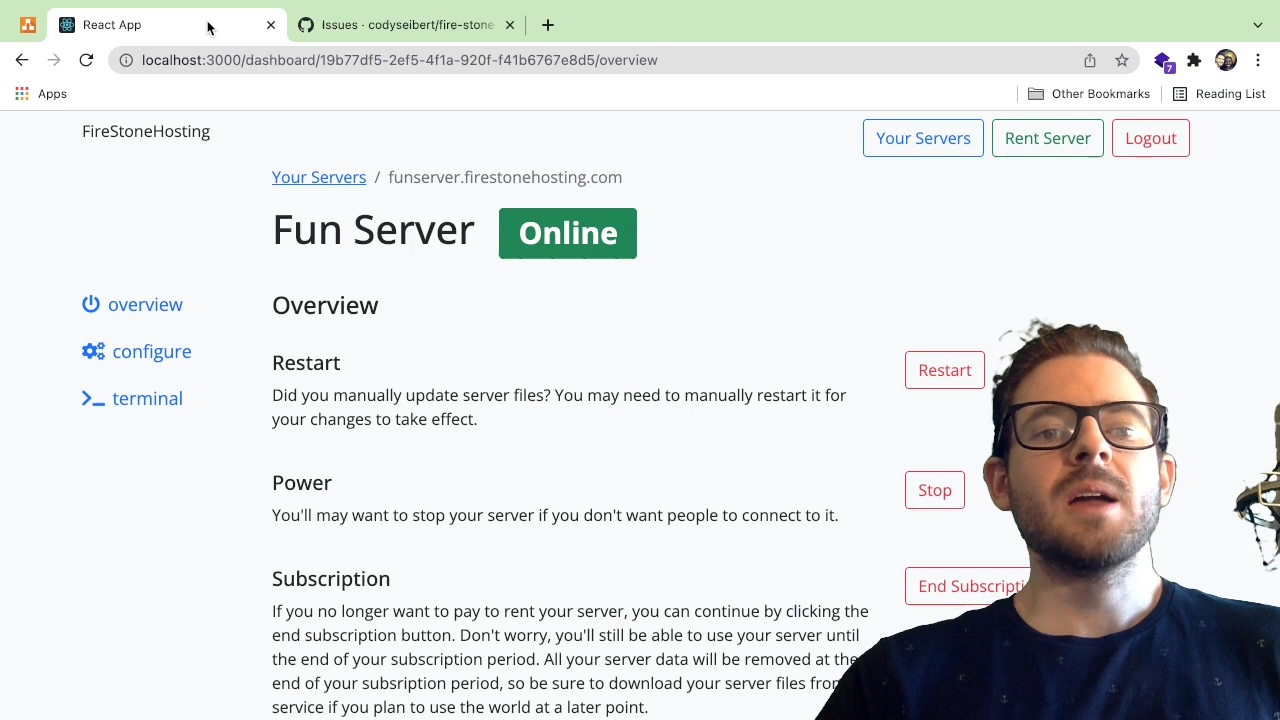 React App
Issues · codyseibert/fire-stone
localhost:3000/dashboard/19b77df5-2ef5-4f1a-920f-f41b6767e8d5/overview
7
Apps
Other Bookmarks
Reading List
FireStoneHosting
Your Servers
Rent Server
Logout
Your Servers / funserver.firestonehosting.com
Fun Server
Online
overview
configure
terminal
Overview
Restart
Did you manually update server files? You may need to manually restart it for
your changes to take effect.
Restart
Power
You'll may want to stop your server if you don't want people to connect to it.
Stop
Subscription
If you no longer want to pay to rent your server, you can continue by clicking the
end subscription button. Don't worry, you'll still be able to use your server until
the end of your subscription period. All your server data will be removed at the
end of your subsription period, so be sure to download your server files from
service if you plan to use the world at a later point.
End Subscripti